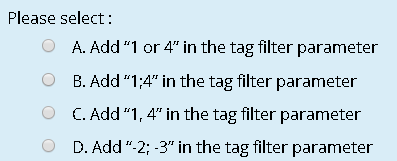 Please select :
A. Add “1 or 4” in the tag filter parameter
B. Add “1;4” in the tag filter parameter
C. Add “1, 4” in the tag filter parameter
D. Add “-2; -3” in the tag filter parameter